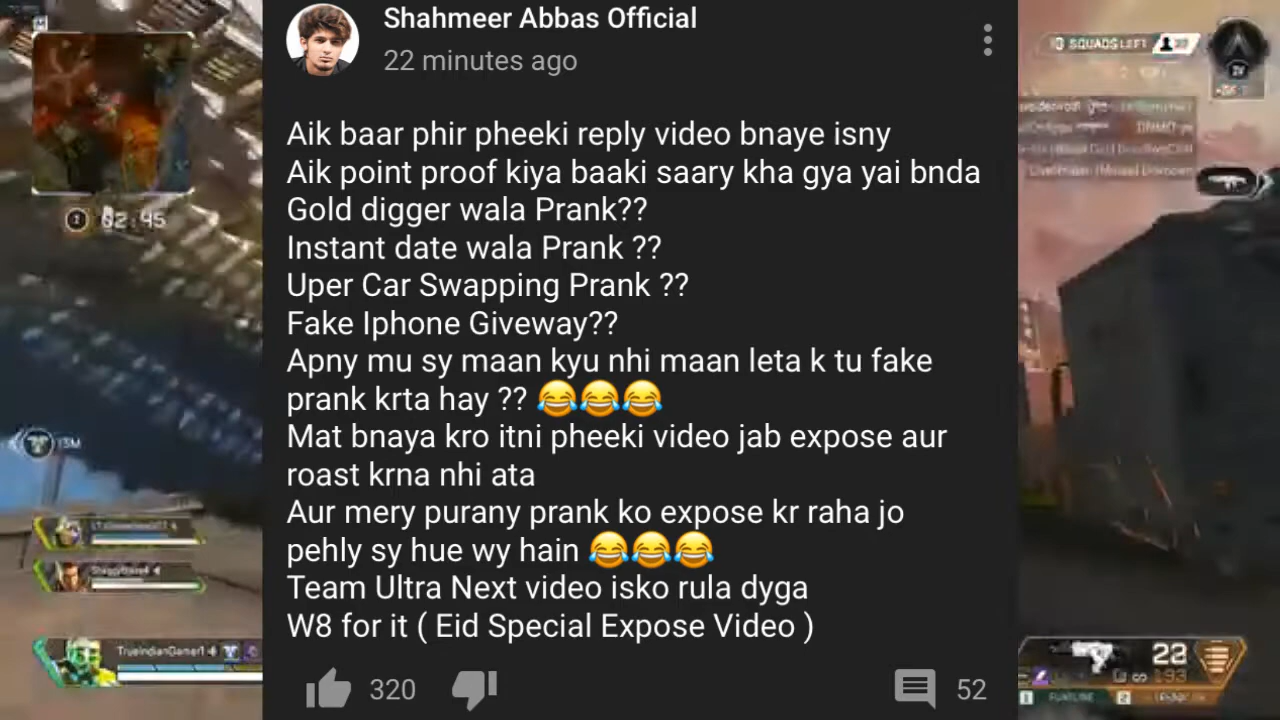 Shahmeer Abbas Official
22 minutes ago
Aik baar phir pheeki reply video bnaye isny
Aik point proof kiya baaki saary kha gya yai bnda
Gold digger wala Prank??
Instant date wala Prank ??
Uper Car Swapping Prank ??
Fake Iphone Giveway??
Apny mu sy maan kyu nhi maan leta k tu fake
prank krta hay ?? 😂😂😂
Mat bnaya kro itni pheeki video jab expose aur
roast krna nhi ata
Aur mery purany prank ko expose kr raha jo
pehly sy hue wy hain 😂😂😂
Team Ultra Next video isko rula dyga
W8 for it ( Eid Special Expose Video )
320
52
SQUADS LEFT
02:45
13M
TrueIndianGamer1
22
193